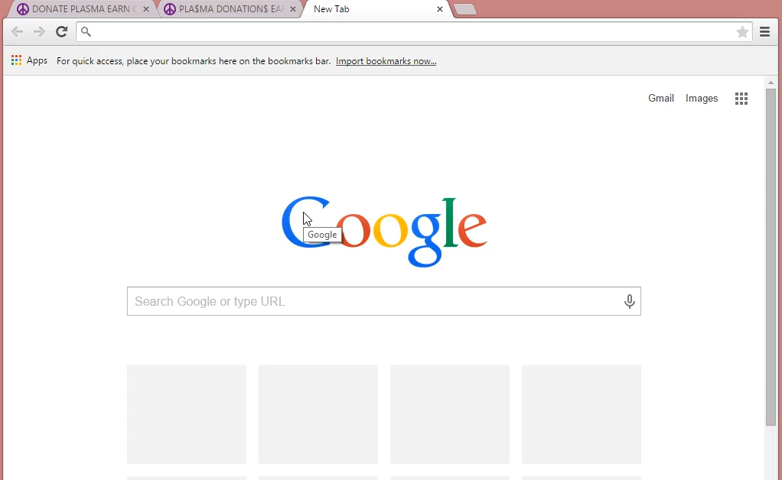 DONATE PLASMA EARN
PLA$MA DONATION$ EA
New Tab
Apps For quick access, place your bookmarks here on the bookmarks bar. Import bookmarks now...
Gmail Images
Google
Google
Search Google or type URL